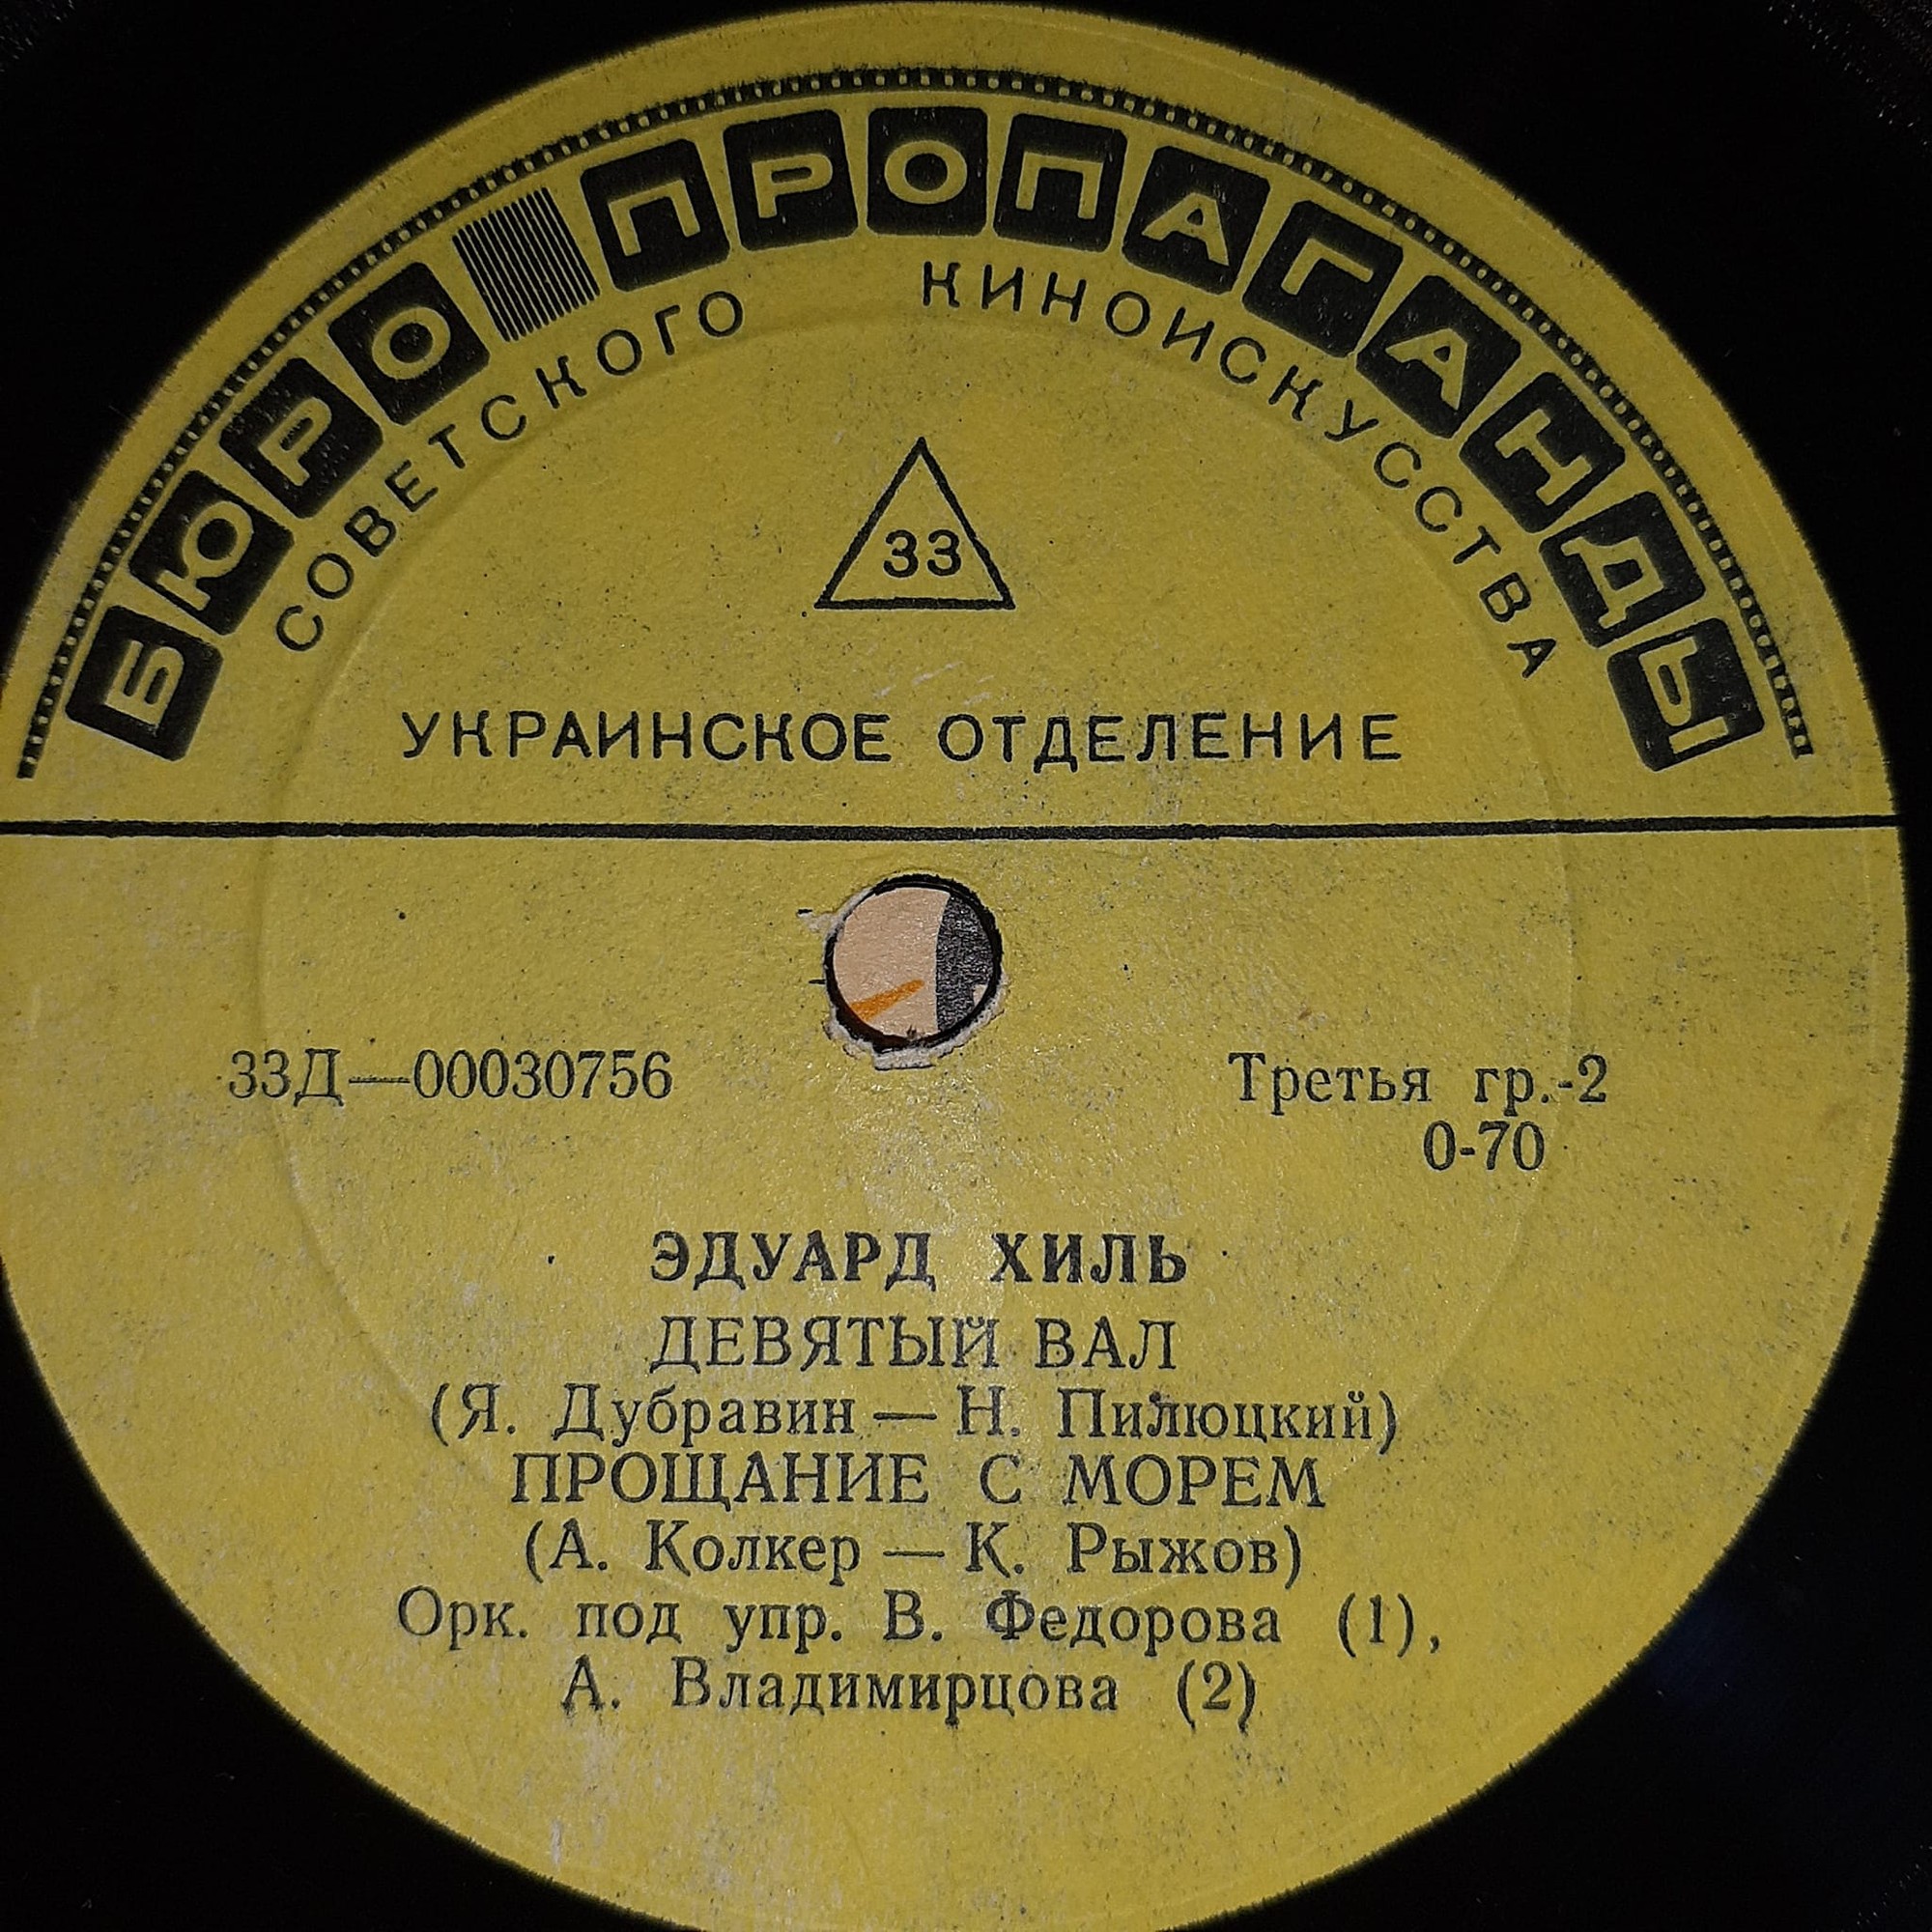 БЮРО ПРОПАГАНДЫ
СОВЕТСКОГО КИНОИСКУССТВА
33
УКРАИНСКОЕ ОТДЕЛЕНИЕ
33Д—00030756
Третья гр.-2
0-70
ЭДУАРД ХИЛЬ
ДЕВЯТЫЙ ВАЛ
(Я. Дубравин — Н. Пилюцкий)
ПРОЩАНИЕ С МОРЕМ
(А. Колкер — К. Рыжов)
Орк. под упр. В. Федорова (1),
А. Владимирцова (2)